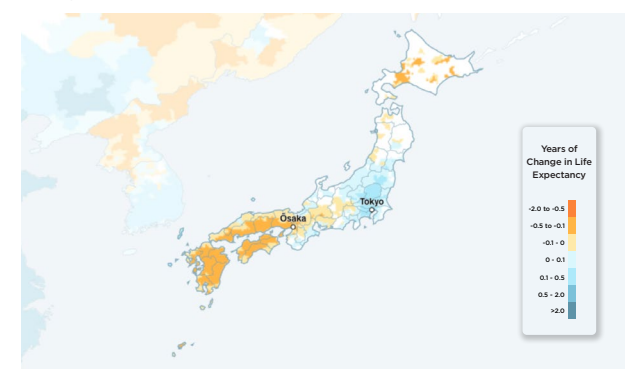 Years of
Change in Life
Expectancy
-2.0 to -0.5
-0.5 to -0.1
-0.1 - 0
0 - 0.1
0.1 - 0.5
0.5 - 2.0
>2.0
Tokyo
Ōsaka